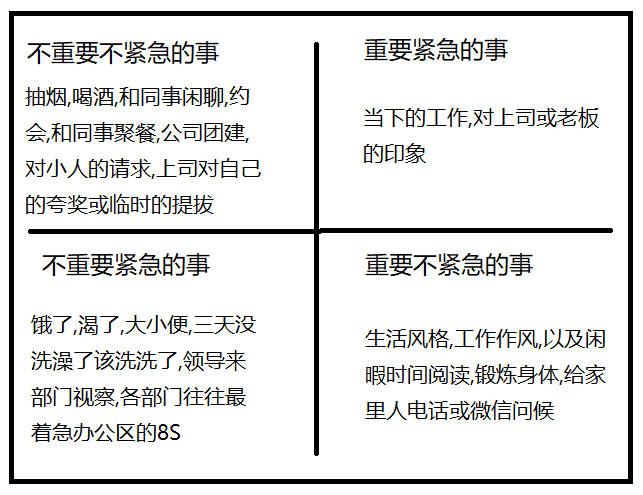 不重要不紧急的事
抽烟,喝酒,和同事闲聊,约
会,和同事聚餐,公司团建,
对小人的请求,上司对自己
的夸奖或临时的提拔
重要紧急的事
当下的工作,对上司或老板
的印象
不重要紧急的事
饿了,渴了,大小便,三天没
洗澡了该洗洗了,领导来
部门视察,各部门往往最
着急办公区的8S
重要不紧急的事
生活风格,工作作风,以及闲
暇时间阅读,锻炼身体,给家
里人电话或微信问候